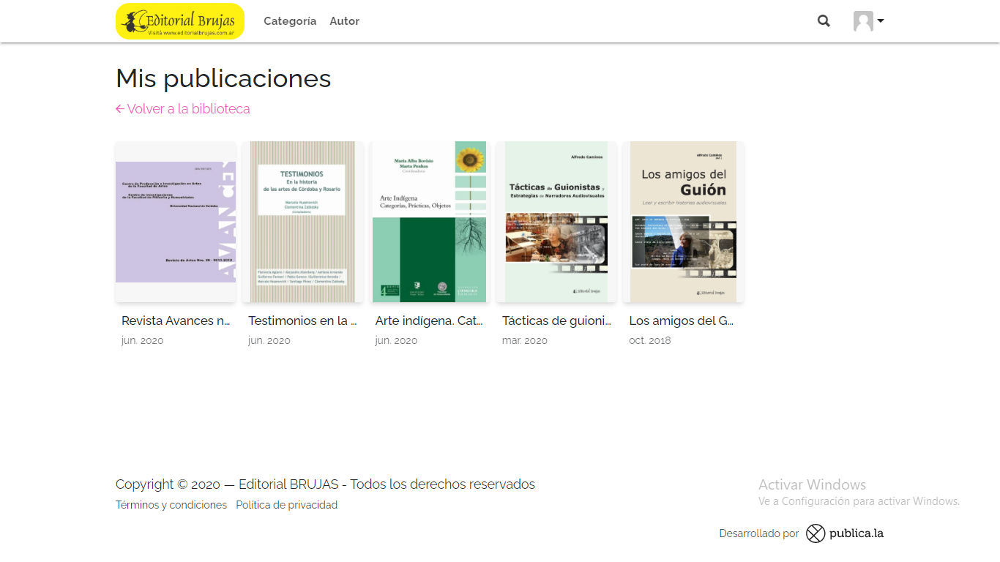 Editorial Brujas
Visitá www.editorialbrujas.com.ar
Categoría
Autor
Mis publicaciones
← Volver a la biblioteca
Centro de Producción e Investigación en Artes
de la Facultad de Artes
Centro de Investigaciones
de la Facultad de Filosofía y Humanidades
Universidad Nacional de Córdoba
AVANCES
Revista de Artes Nro. 20 - 2011-2012
TESTIMONIOS
En la historia
de las artes de Córdoba y Rosario
Marcelo Nusenovich
Clementina Zablosky
María Alba Bovisio
Marta Penhos
Coordinadoras
Arte Indígena
Categorías, Prácticas, Objetos
Alfredo Caminos
Tácticas de Guionistas y
Estrategias de Narradores Audiovisuales
Editorial Brujas
Alfredo Caminos
Los amigos del
Guión
Leer y escribir historias audiovisuales
Editorial Brujas
Revista Avances n...
jun. 2020
Testimonios en la ...
jun. 2020
Arte indígena. Cat...
jun. 2020
Tácticas de guioni...
mar. 2020
Los amigos del G...
oct. 2018
Copyright © 2020 — Editorial BRUJAS - Todos los derechos reservados
Términos y condiciones
Política de privacidad
Activar Windows
Ve a Configuración para activar Windows.
Desarrollado por
publica.la